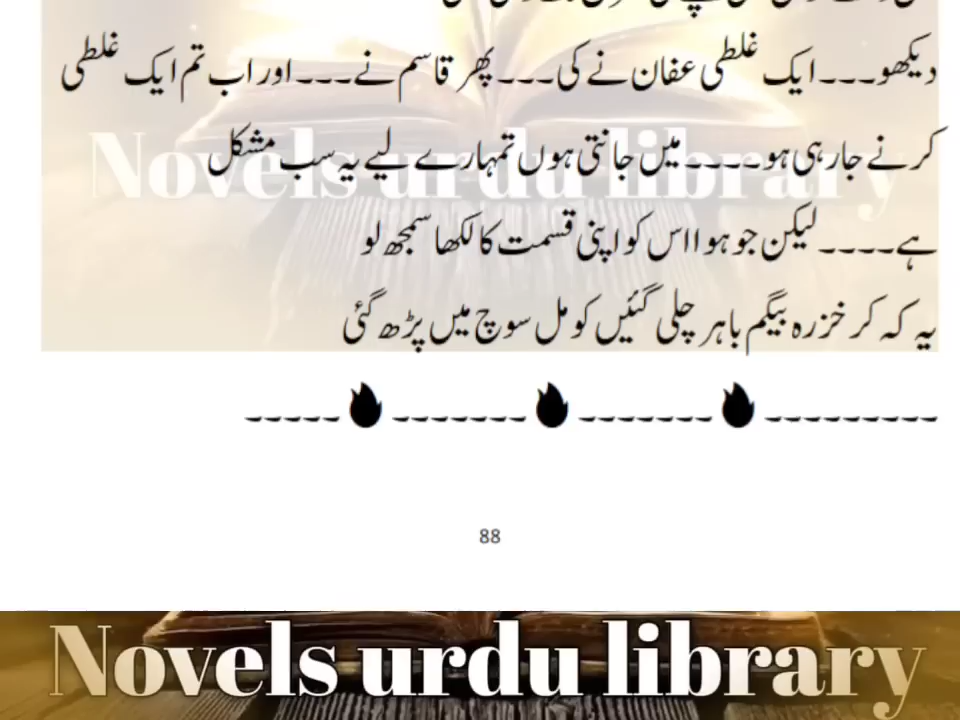 دیکھو۔۔۔ایک غلطی عفان نے کی۔۔۔پھر قاسم نے۔۔۔اور اب تم ایک غلطی
کرنے جا رہی ہو۔۔۔۔میں جانتی ہوں تمہارے لیے یہ سب مشکل
ہے۔۔۔۔لیکن جو ہوا اس کو اپنی قسمت کا لکھا سمجھ لو
یہ کہ کر خزرہ بیگم باہر چلی گئیں کومل سوچ میں پڑھ گئی
۔۔۔۔۔۔۔۔۔🔥۔۔۔۔۔۔۔🔥۔۔۔۔۔۔۔🔥۔۔۔۔۔
Novels urdu library
88
Novels urdu library